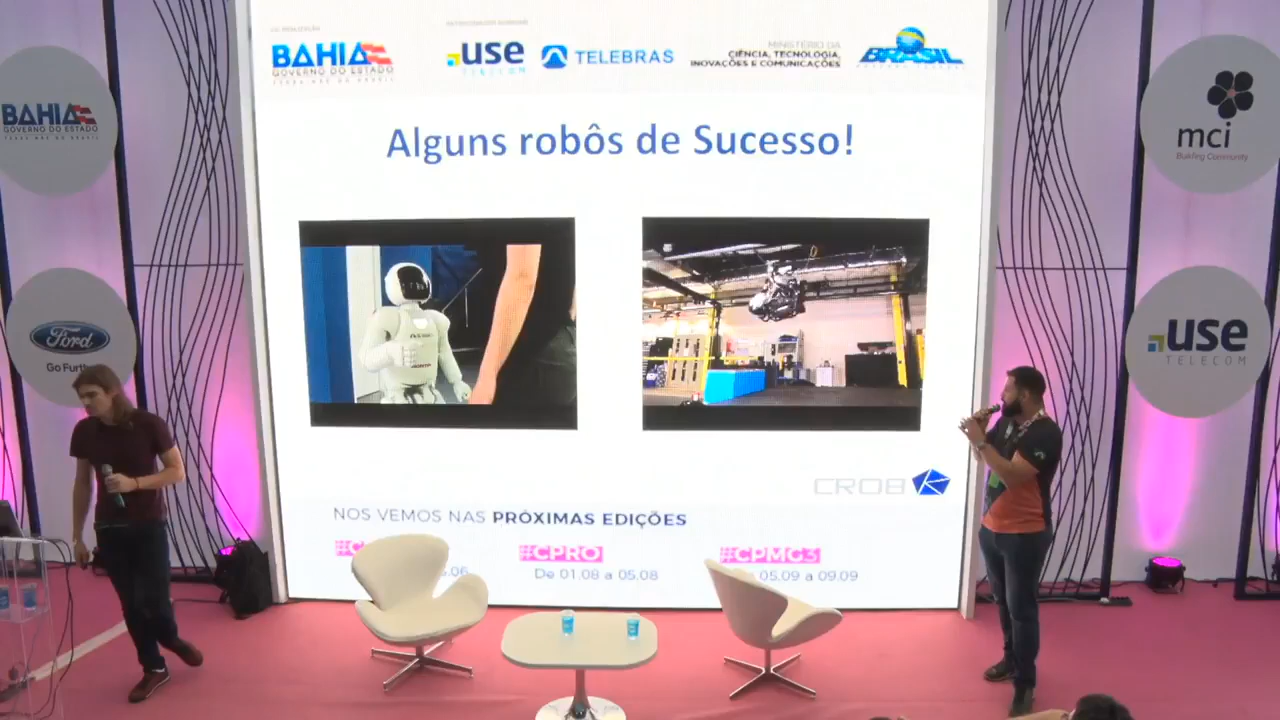 BAHIA
GOVERNO DO ESTADO
USE
TELECOM
TELEBRAS
MINISTÉRIO DA
CIÊNCIA, TECNOLOGIA,
INOVAÇÕES E COMUNICAÇÕES
BRASIL
Alguns robôs de Sucesso!
CROB
NOS VEMOS NAS PRÓXIMAS EDIÇÕES
#CPRO
#CPMG3
.06
De 01.08 a 05.08
05.09 a 09.09
BAHIA
GOVERNO DO ESTADO
Ford
Go Furth
mci
Building Community
USE
TELECOM